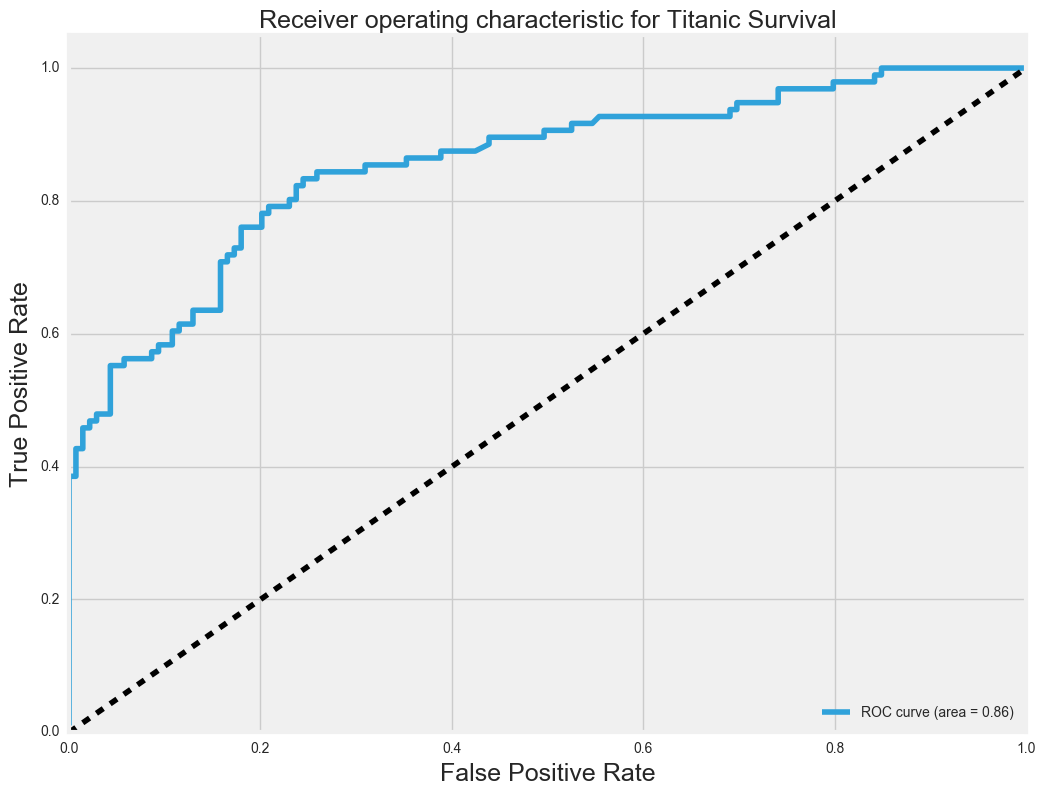 Receiver operating characteristic for Titanic Survival
True Positive Rate
1.0
0.8
0.6
0.4
0.2
0.0
ROC curve (area = 0.86)
0.0 0.2 0.4 0.6 0.8 1.0
False Positive Rate